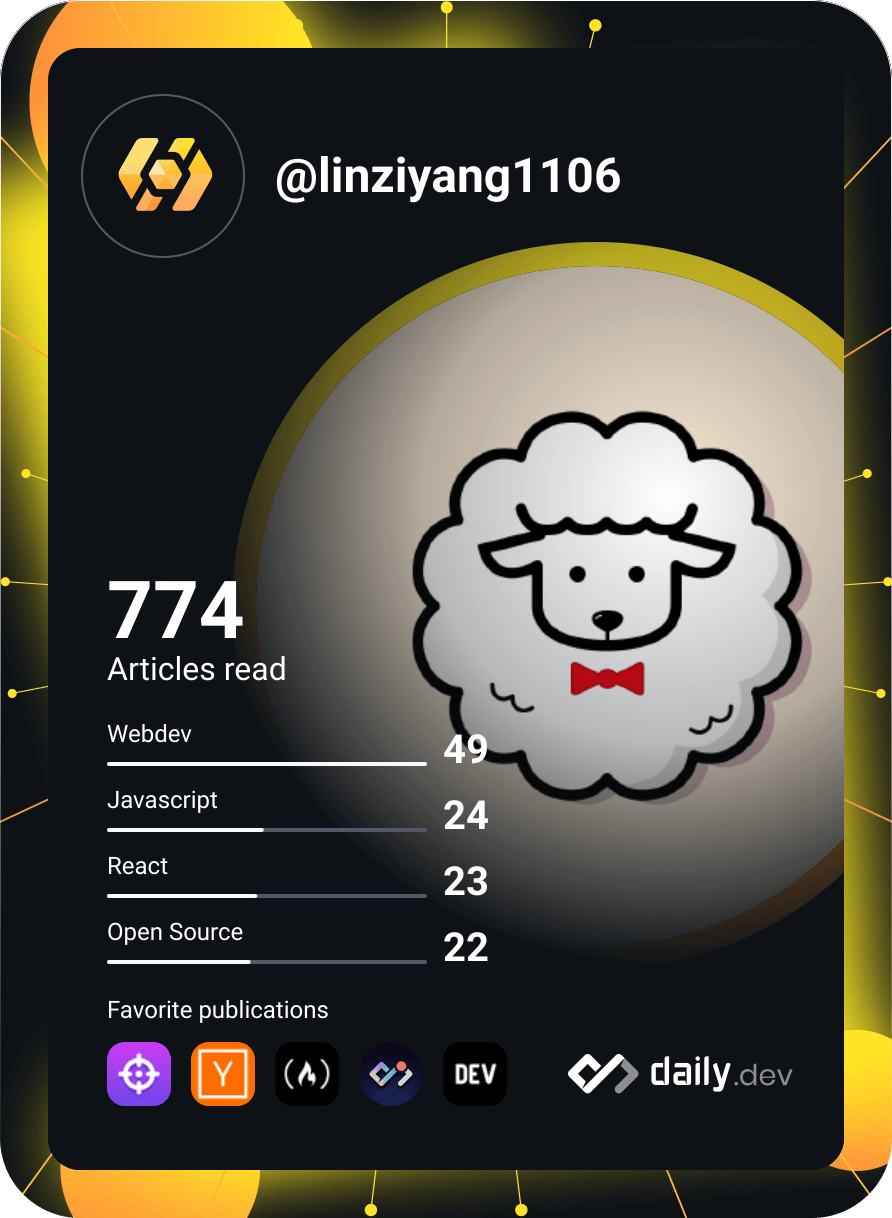 @linziyang1106
774
Articles read
Webdev
49
Javascript
24
React
23
Open Source
22
Favorite publications
Y
DEV
daily.dev